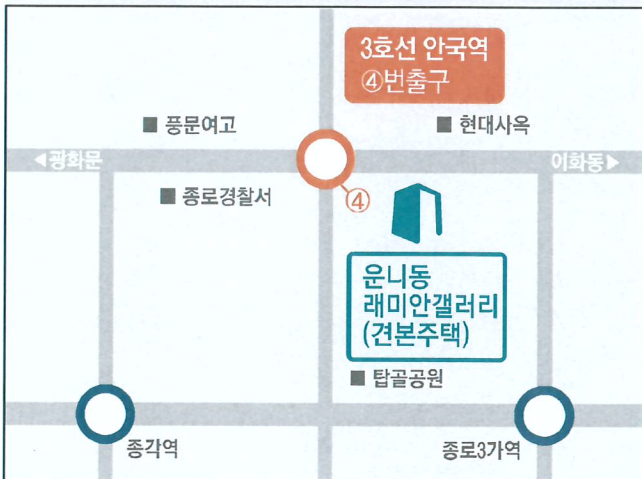 3호선 안국역
④번출구
■ 풍문여고
■ 현대사옥
◀광화문
이화동▶
■ 종로경찰서
④
운니동
래미안갤러리
(견본주택)
■ 탑골공원
종각역
종로3가역